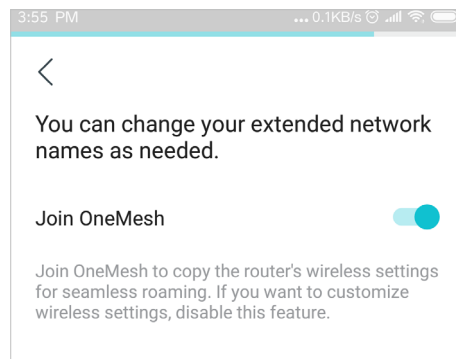 3:55 PM ... 0.1KB/s
You can change your extended network
names as needed.
Join OneMesh
Join OneMesh to copy the router's wireless settings
for seamless roaming. If you want to customize
wireless settings, disable this feature.